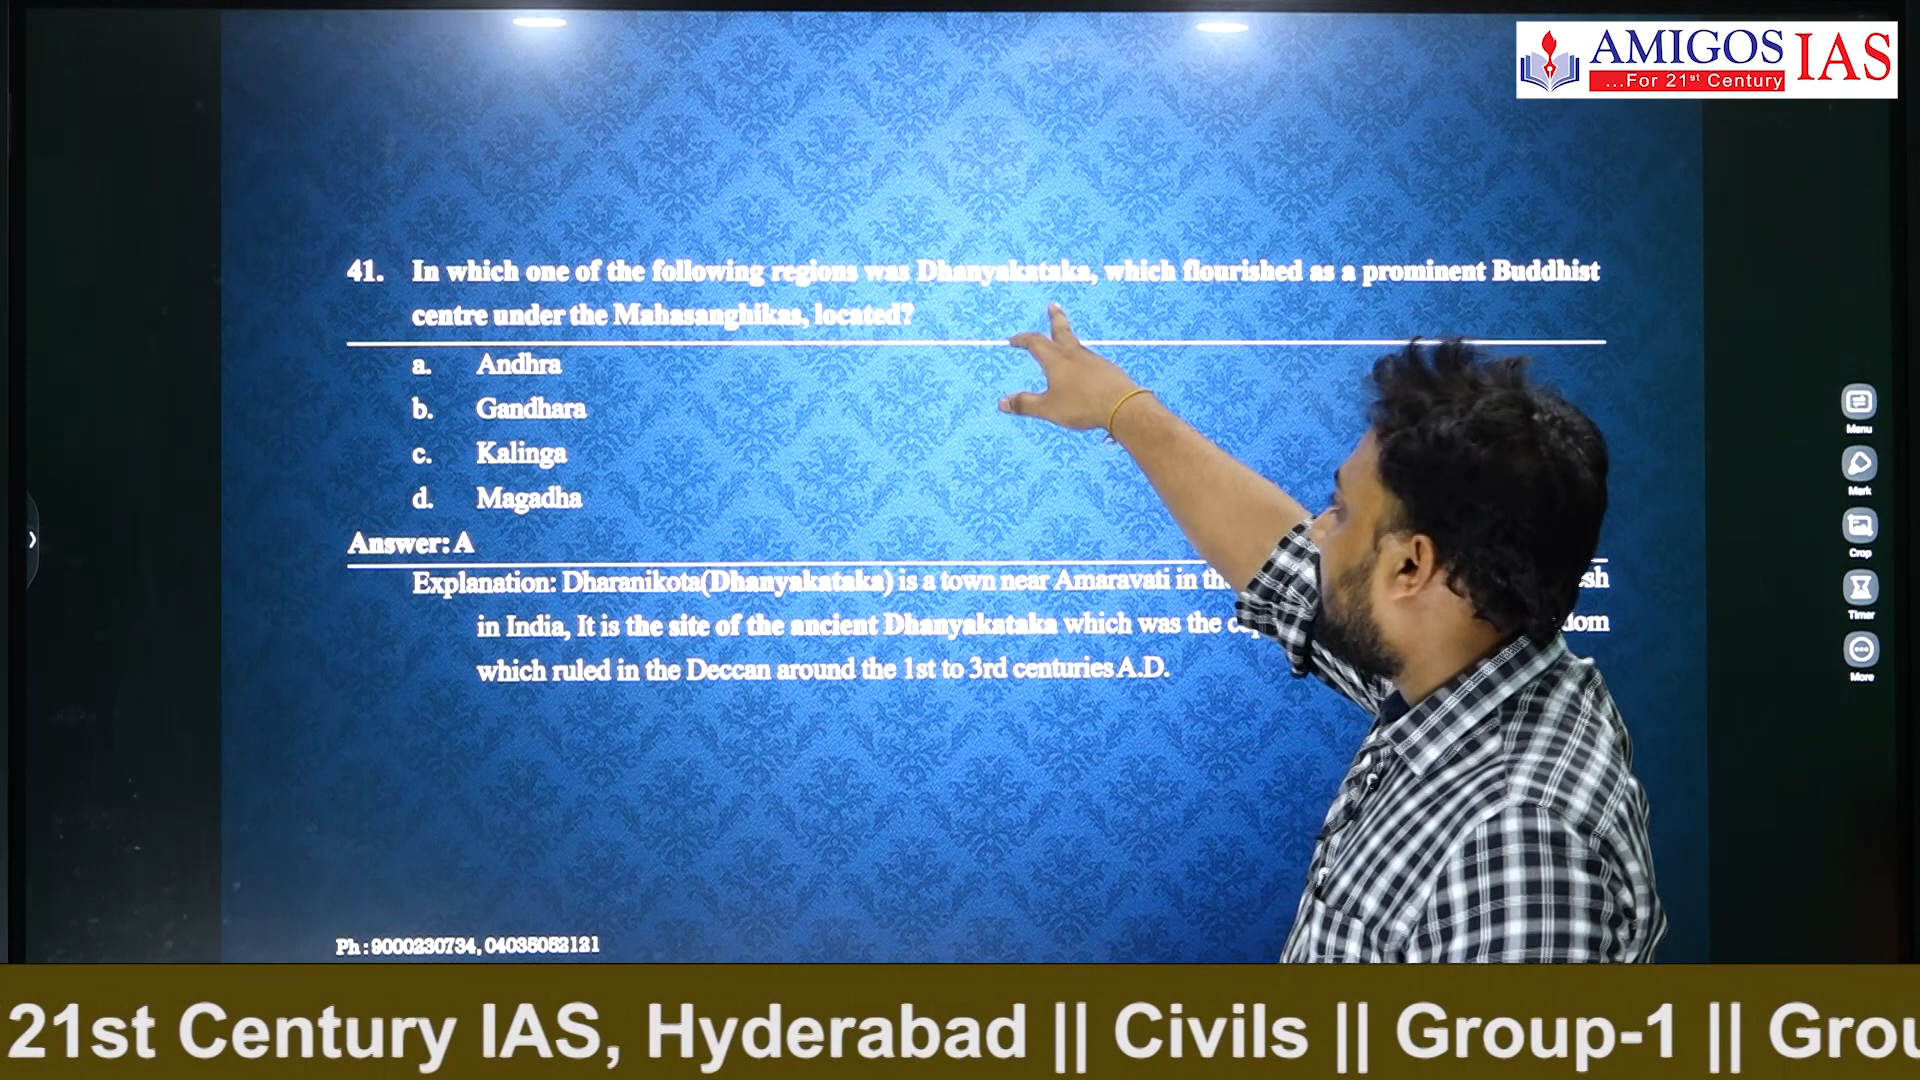 AMIGOS IAS
...For 21st Century
41. In which one of the following regions was Dhanyakataka, which flourished as a prominent Buddhist
centre under the Mahasanghikas, located?
a. Andhra
b. Gandhara
c. Kalinga
d. Magadha
Answer: A
Explanation: Dharanikota(Dhanyakataka) is a town near Amaravati in
in India, It is the site of the ancient Dhanyakataka which was the
which ruled in the Deccan around the 1st to 3rd centuries A.D.
Menu
Mark
Crop
Timer
More
Ph : 9000230734, 04035052121
21st Century IAS, Hyderabad || Civils || Group-1 ||